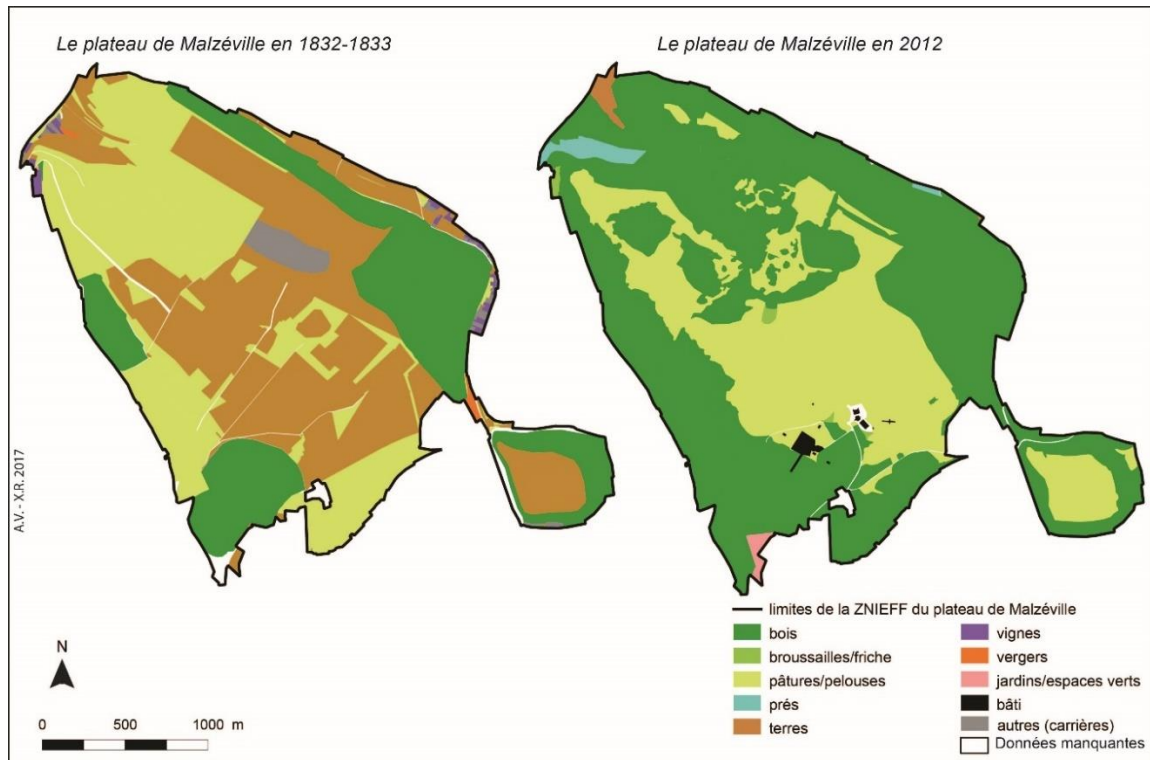 Le plateau de Malzéville en 1832-1833
Le plateau de Malzéville en 2012
A.V. - X.R. 2017
N
0 500 1000 m
limites de la ZNIEFF du plateau de Malzéville
bois
broussailles/friche
pâtures/pelouses
prés
terres
vignes
vergers
jardins/espaces verts
bâti
autres (carrières)
Données manquantes